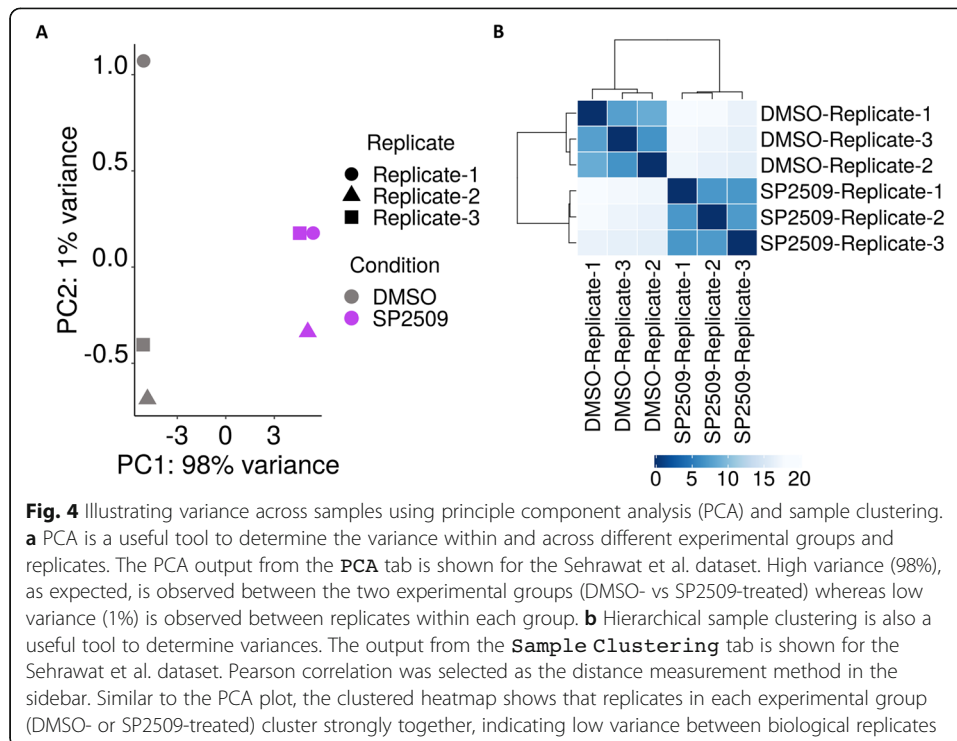 A
1.0
0.5
0.0
-0.5
PC2: 1% variance
-3 0 3
PC1: 98% variance
Replicate
Replicate-1
Replicate-2
Replicate-3
Condition
DMSO
SP2509
B
DMSO-Replicate-1
DMSO-Replicate-3
DMSO-Replicate-2
SP2509-Replicate-1
SP2509-Replicate-2
SP2509-Replicate-3
DMSO-Replicate-1
DMSO-Replicate-3
DMSO-Replicate-2
SP2509-Replicate-1
SP2509-Replicate-2
SP2509-Replicate-3
0 5 10 15 20
Fig. 4 Illustrating variance across samples using principle component analysis (PCA) and sample clustering.
a PCA is a useful tool to determine the variance within and across different experimental groups and
replicates. The PCA output from the PCA tab is shown for the Sehrawat et al. dataset. High variance (98%),
as expected, is observed between the two experimental groups (DMSO- vs SP2509-treated) whereas low
variance (1%) is observed between replicates within each group. b Hierarchical sample clustering is also a
useful tool to determine variances. The output from the Sample Clustering tab is shown for the
Sehrawat et al. dataset. Pearson correlation was selected as the distance measurement method in the
sidebar. Similar to the PCA plot, the clustered heatmap shows that replicates in each experimental group
(DMSO- or SP2509-treated) cluster strongly together, indicating low variance between biological replicates